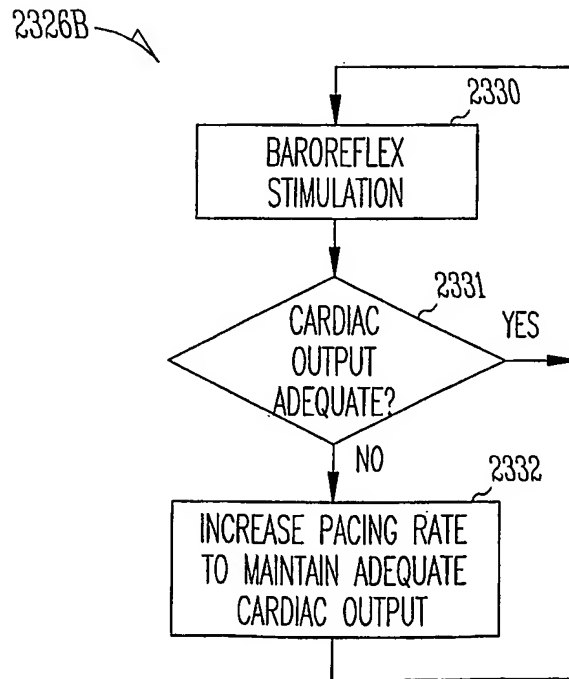 2326B
2330
BAROREFLEX
STIMULATION
2331
CARDIAC
OUTPUT
ADEQUATE?
YES
NO
2332
INCREASE PACING RATE
TO MAINTAIN ADEQUATE
CARDIAC OUTPUT